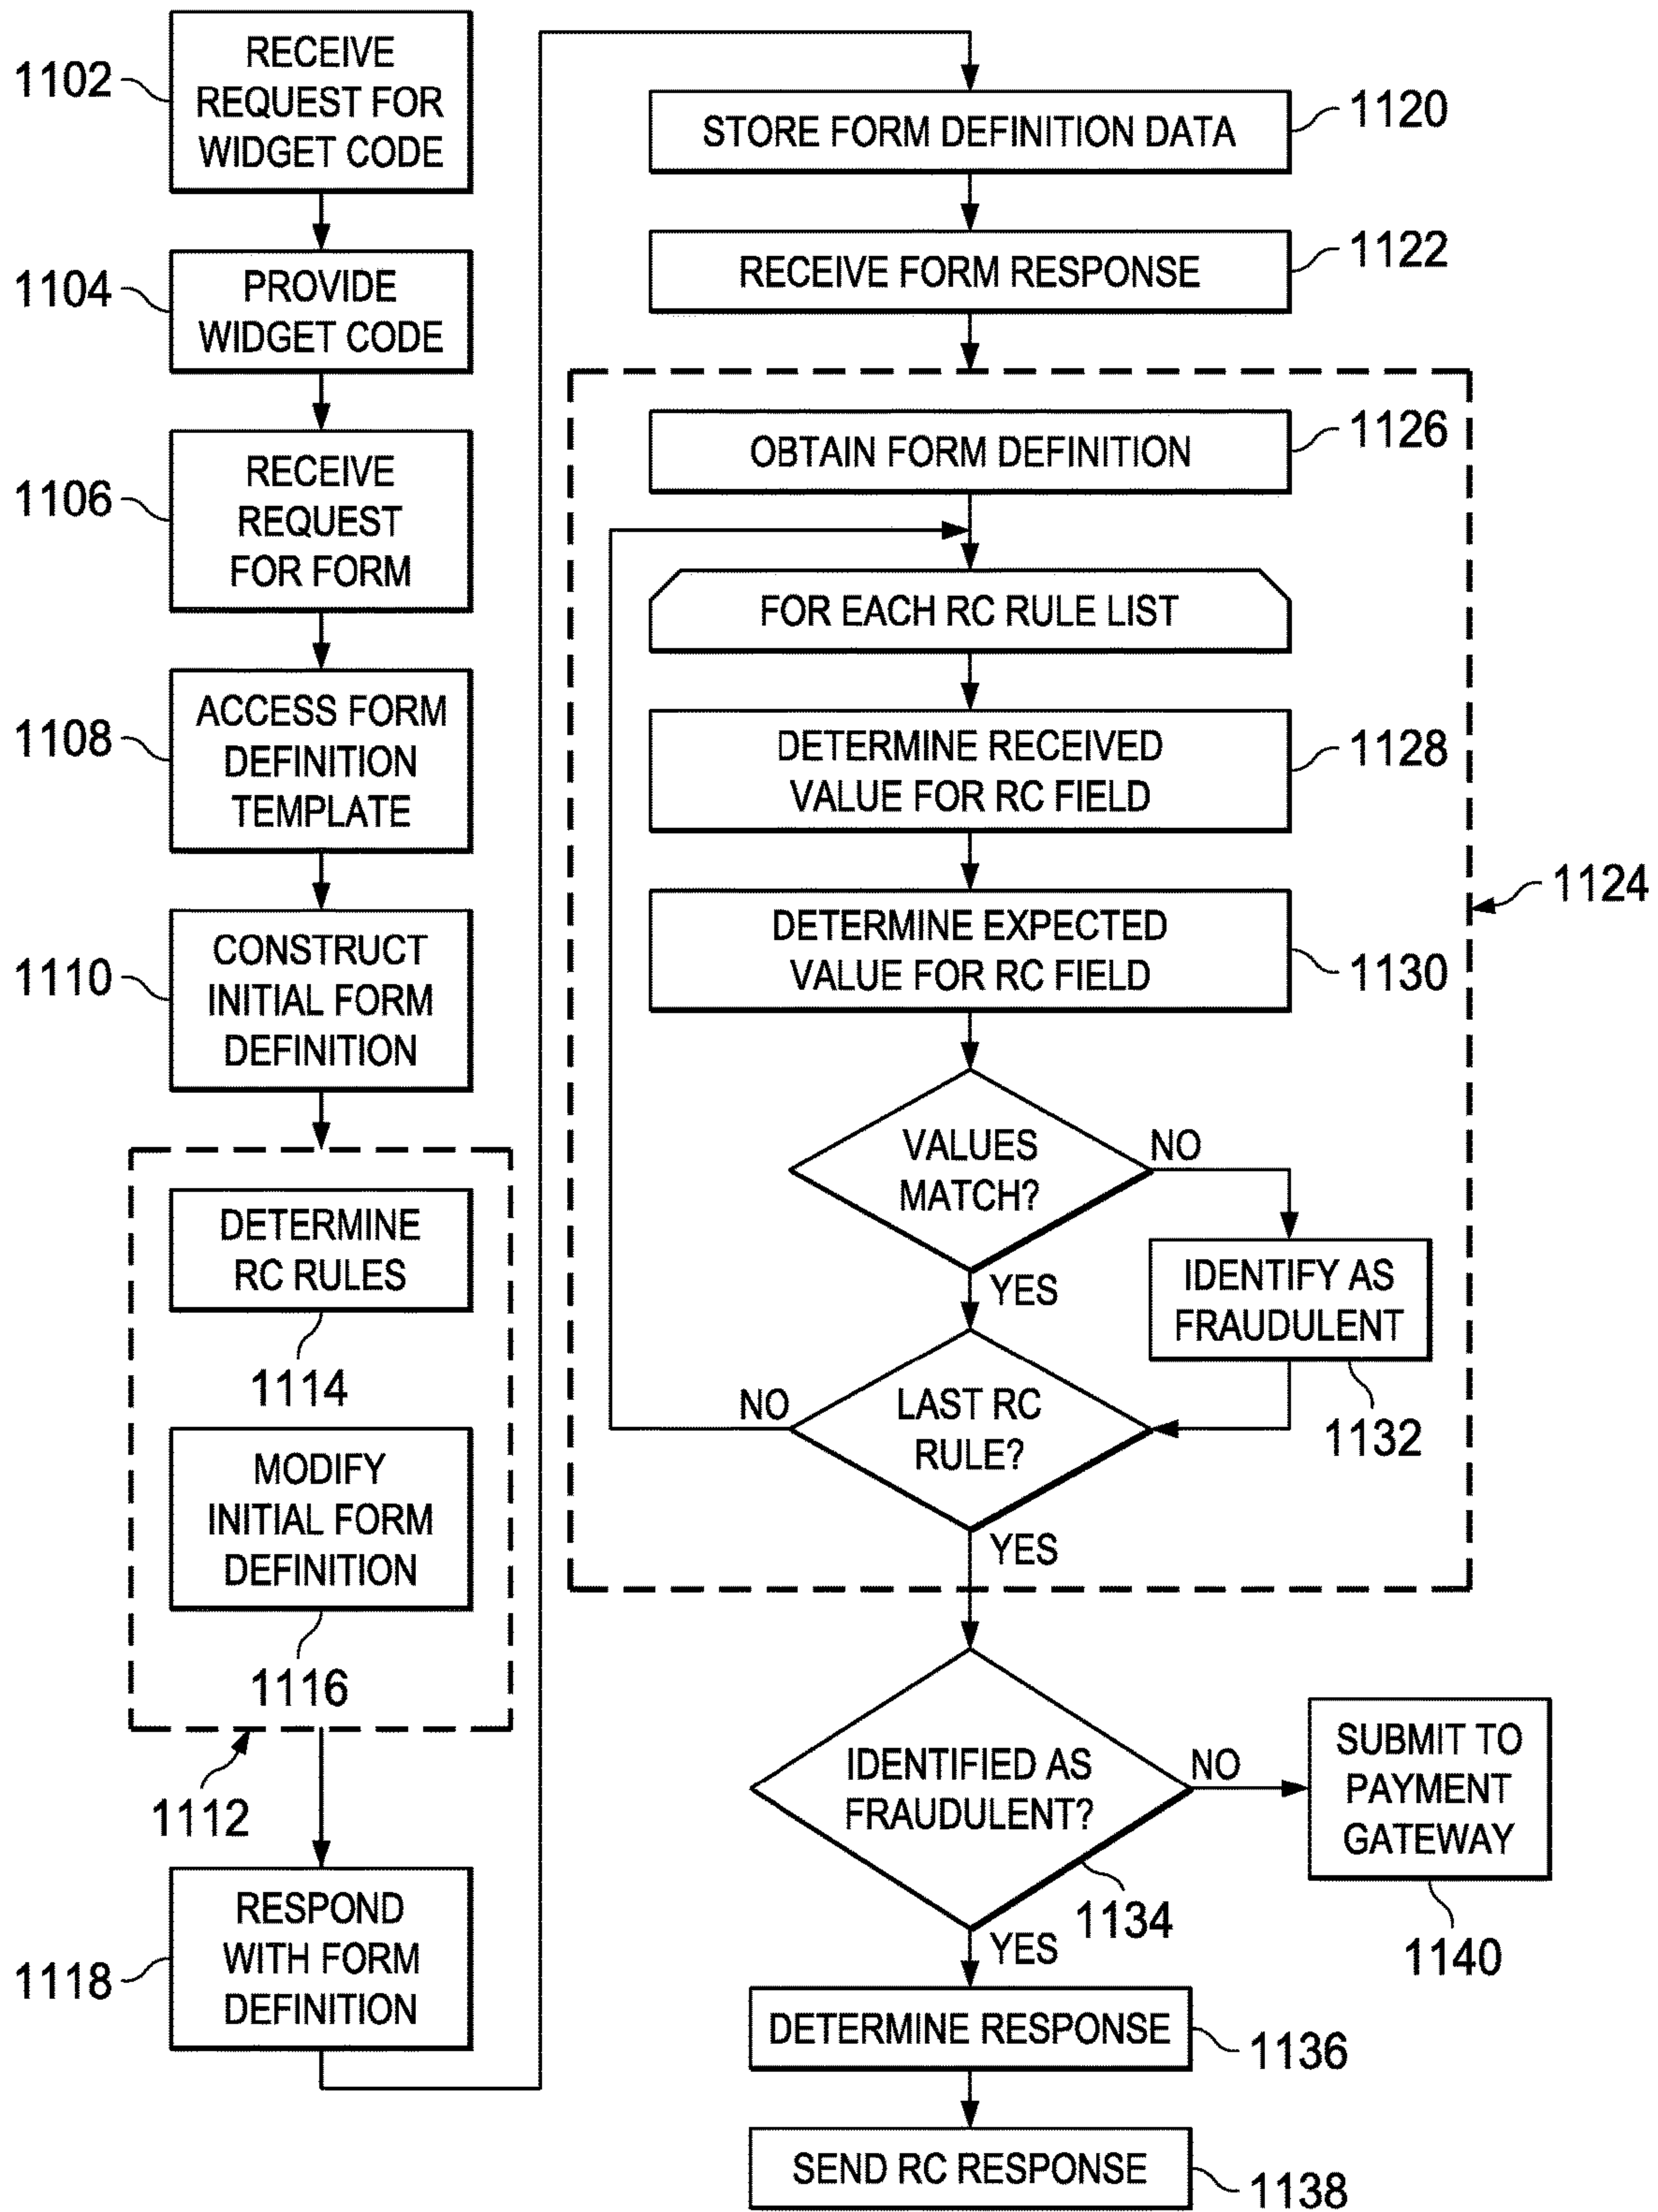 1102
RECEIVE
REQUEST FOR
WIDGET CODE
1104
PROVIDE
WIDGET CODE
1106
RECEIVE
REQUEST
FOR FORM
1108
ACCESS FORM
DEFINITION
TEMPLATE
1110
CONSTRUCT
INITIAL FORM
DEFINITION
DETERMINE
RC RULES
1114
MODIFY
INITIAL FORM
DEFINITION
1116
1112
1118
RESPOND
WITH FORM
DEFINITION
STORE FORM DEFINITION DATA
1120
RECEIVE FORM RESPONSE
1122
OBTAIN FORM DEFINITION
1126
FOR EACH RC RULE LIST
DETERMINE RECEIVED
VALUE FOR RC FIELD
1128
1124
DETERMINE EXPECTED
VALUE FOR RC FIELD
1130
VALUES
MATCH?
NO
YES
IDENTIFY AS
FRAUDULENT
1132
LAST RC
RULE?
NO
YES
IDENTIFIED AS
FRAUDULENT?
NO
1134
YES
SUBMIT TO
PAYMENT
GATEWAY
1140
DETERMINE RESPONSE
1136
SEND RC RESPONSE
1138